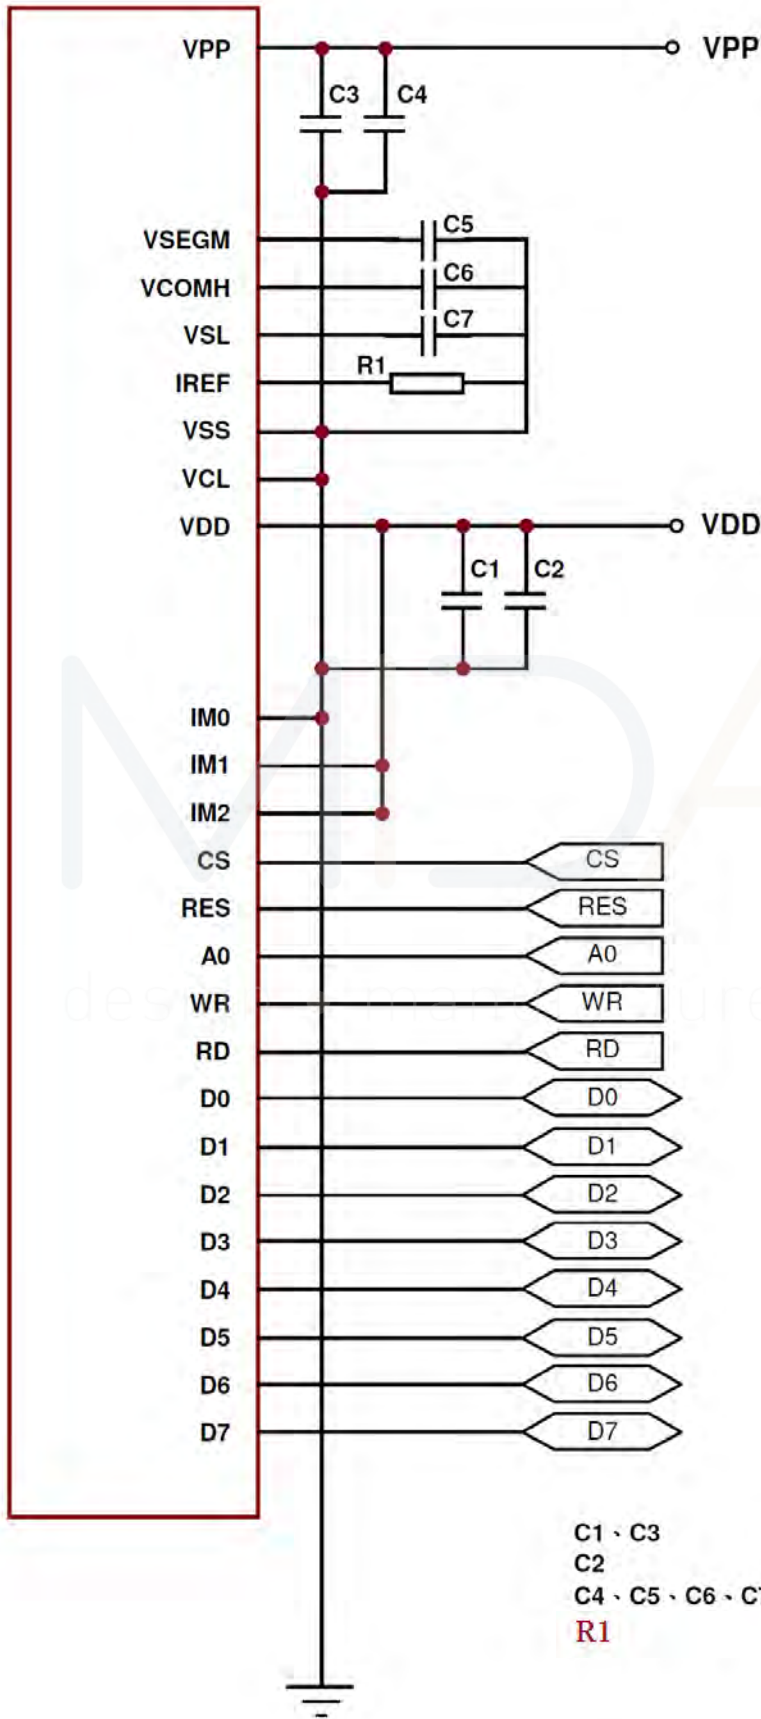 VPP VPP
C3 C4
VSEGM C5
VCOMH C6
VSL C7
IREF R1
VSS
VCL
VDD VDD
C1 C2
IM0
IM1
IM2
CS CS
RES RES
A0 A0
WR WR
RD RD
D0 D0
D1 D1
D2 D2
D3 D3
D4 D4
D5 D5
D6 D6
D7 D7
C1、C3
C2
C4、C5、C6、C7
R1